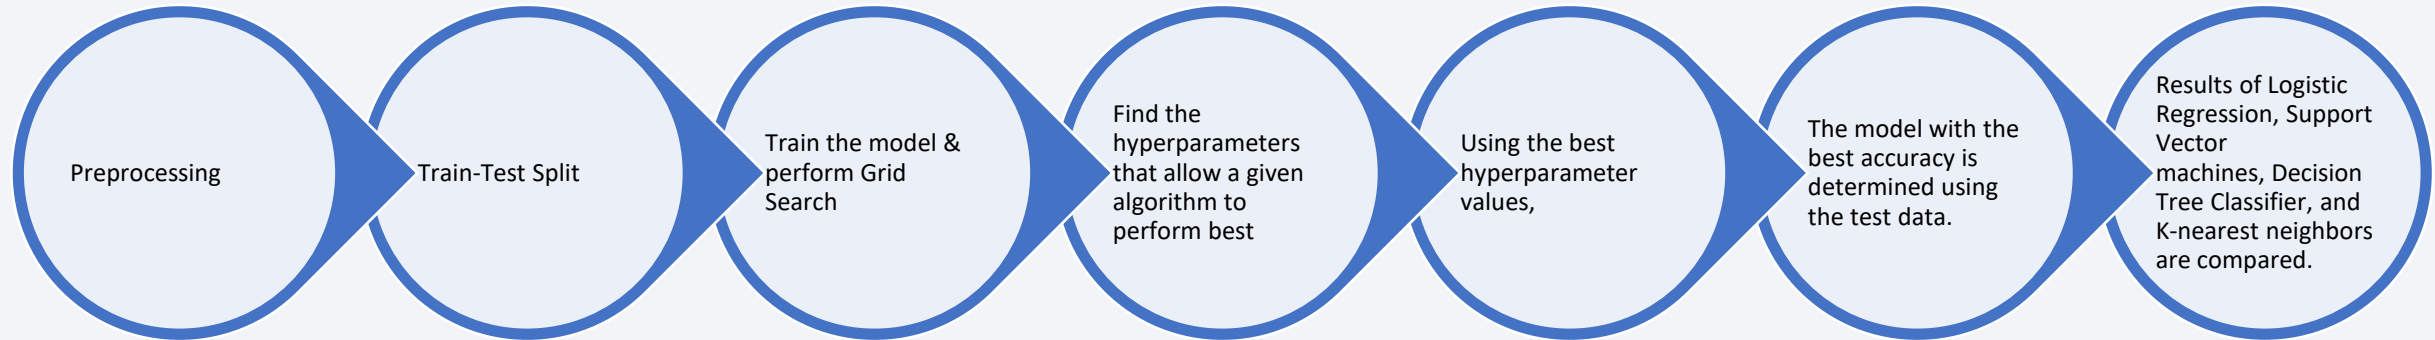 Preprocessing
Train-Test Split
Train the model &
perform Grid
Search
Find the
hyperparameters
that allow a given
algorithm to
perform best
Using the best
hyperparameter
values,
The model with the
best accuracy is
determined using
the test data.
Results of Logistic
Regression, Support
Vector
machines, Decision
Tree Classifier, and
K-nearest neighbors
are compared.